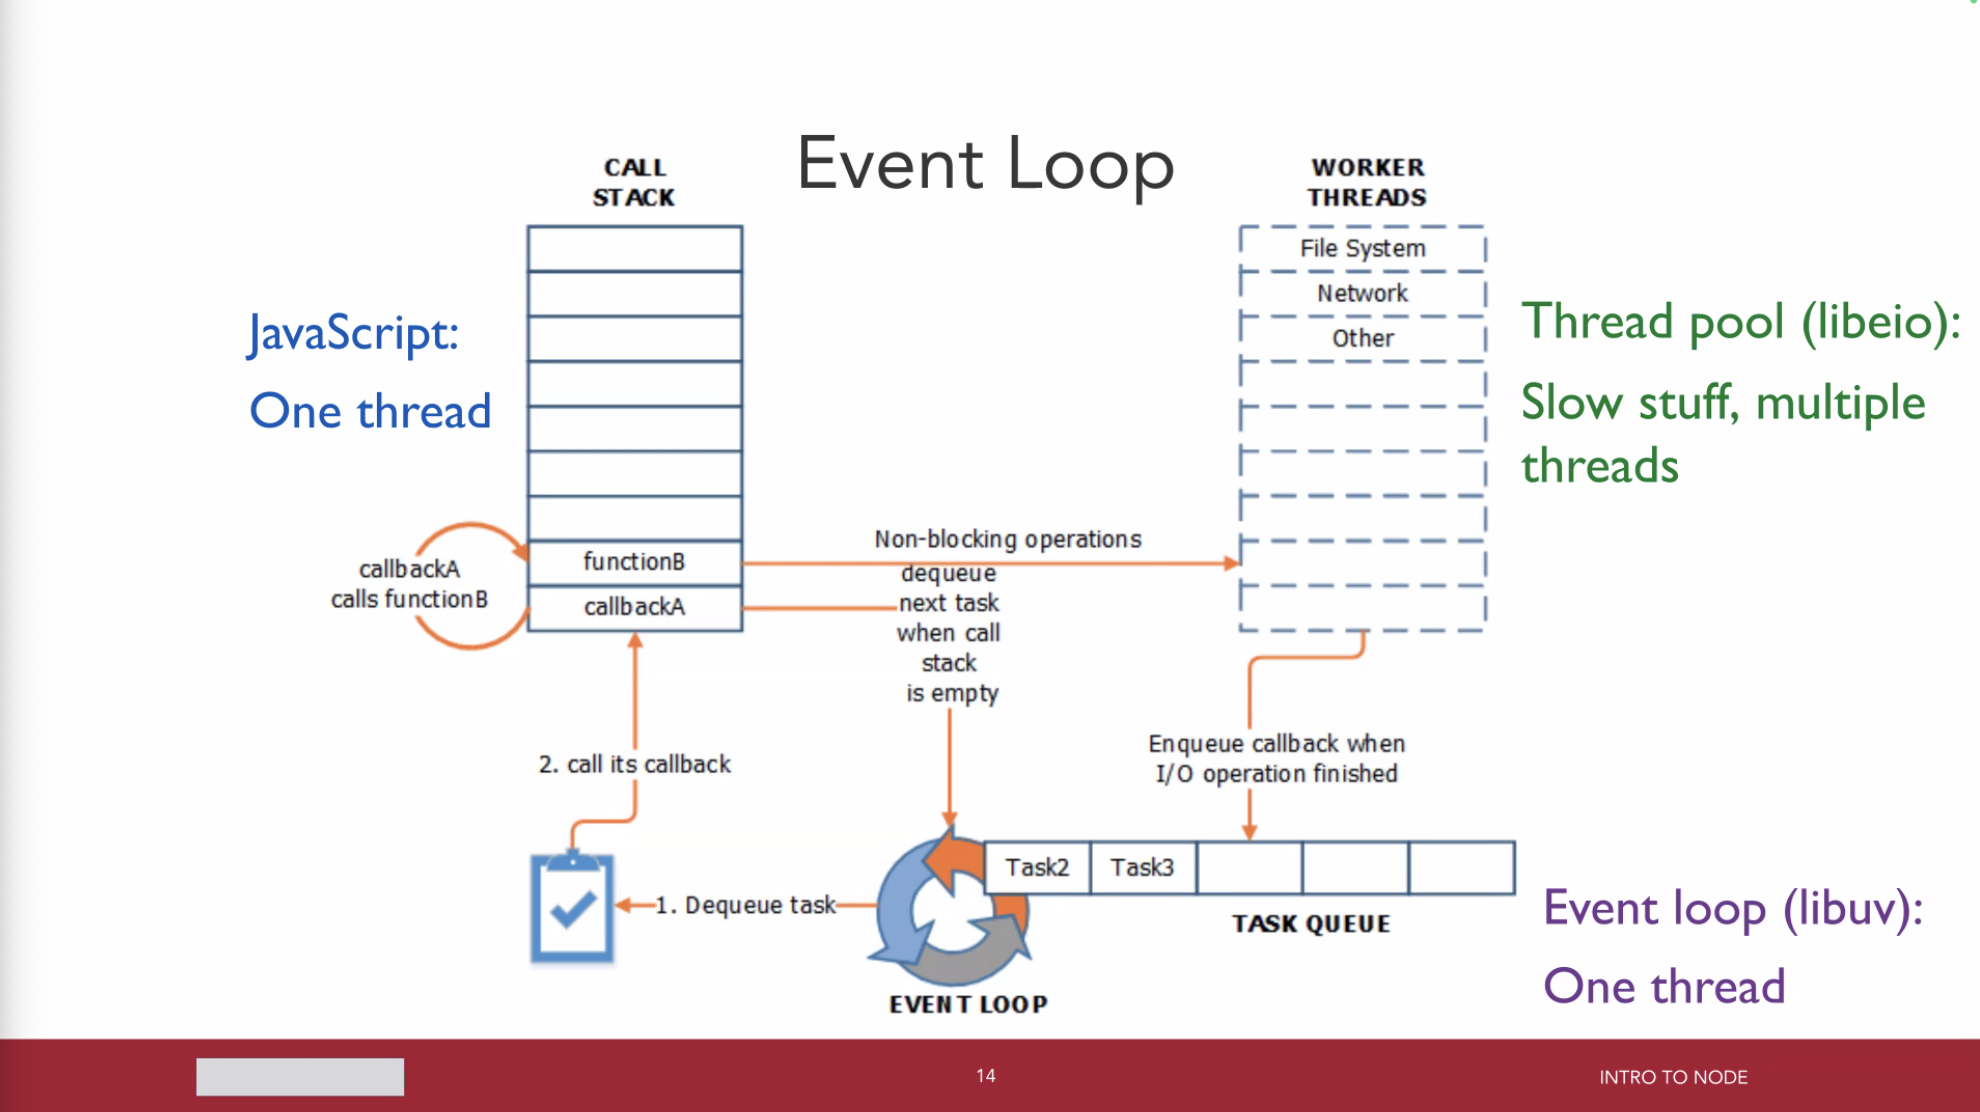 Event Loop
CALL
STACK
WORKER
THREADS
File System
Network
Other
JavaScript:
One thread
Thread pool (libeio):
Slow stuff, multiple
threads
functionB
callbackA
callbackA
calls functionB
Non-blocking operations
dequeue
next task
when call
stack
is empty
2. call its callback
Enqueue callback when
I/O operation finished
1. Dequeue task
Task2
Task3
TASK QUEUE
EVENT LOOP
Event loop (libuv):
One thread
14
INTRO TO NODE